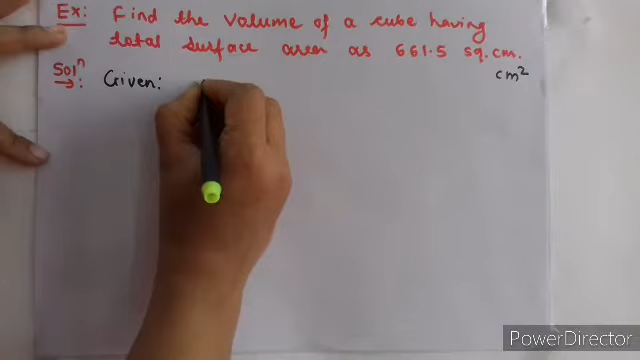 Ex: Find the volume of a cube having
total surface area as 661.5 sq.cm.
Solⁿ Given: cm²
→:
PowerDirector